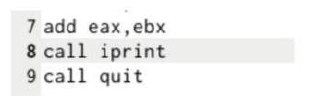 7 add eax,ebx
8 call iprint
9 call quit